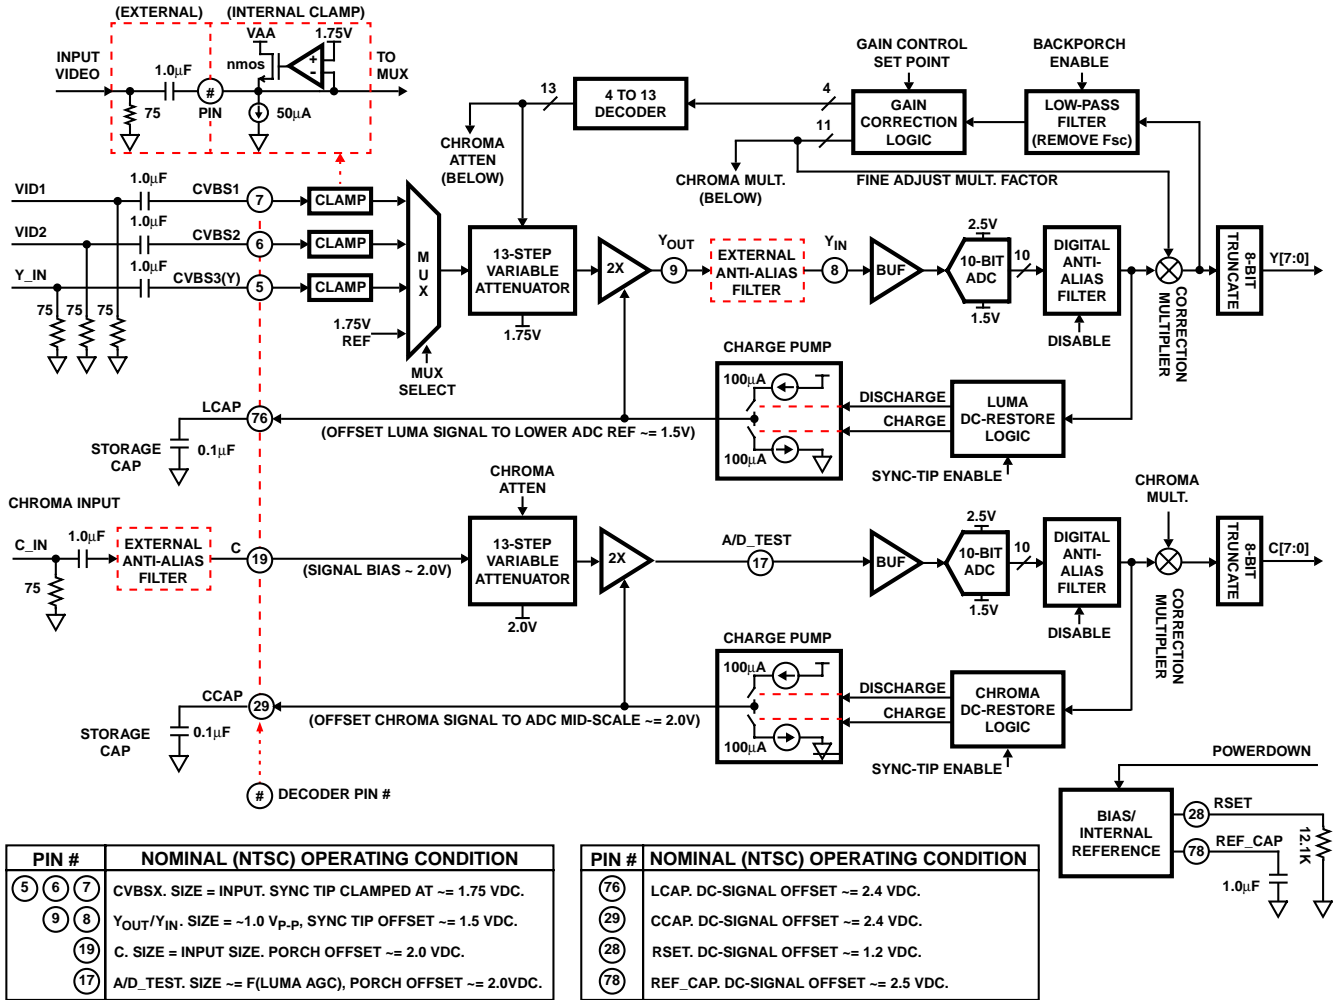 (EXTERNAL)
(INTERNAL CLAMP)
VAA
1.75V
INPUT
VIDEO
1.0µF
nmos
+
-
TO
MUX
#
PIN
75
50µA
GAIN CONTROL
SET POINT
BACKPORCH
ENABLE
13
4 TO 13
DECODER
4
GAIN
CORRECTION
LOGIC
LOW-PASS
FILTER
(REMOVE Fsc)
11
CHROMA
ATTEN
(BELOW)
CHROMA MULT.
(BELOW)
FINE ADJUST MULT. FACTOR
VID1
1.0µF
CVBS1
7
CLAMP
VID2
1.0µF
CVBS2
6
CLAMP
Y_IN
1.0µF
CVBS3(Y)
5
CLAMP
75
75
75
MUX
1.75V
REF
MUX
SELECT
13-STEP
VARIABLE
ATTENUATOR
1.75V
2X
YOUT
9
EXTERNAL
ANTI-ALIAS
FILTER
YIN
8
BUF
2.5V
10-BIT
ADC
1.5V
10
DIGITAL
ANTI-
ALIAS
FILTER
DISABLE
CORRECTION
MULTIPLIER
8-BIT
TRUNCATE
Y[7:0]
CHARGE PUMP
100µA
100µA
DISCHARGE
CHARGE
LUMA
DC-RESTORE
LOGIC
SYNC-TIP ENABLE
LCAP
76
(OFFSET LUMA SIGNAL TO LOWER ADC REF ~= 1.5V)
STORAGE
CAP
0.1µF
CHROMA INPUT
C_IN
1.0µF
75
EXTERNAL
ANTI-ALIAS
FILTER
C
19
(SIGNAL BIAS ~ 2.0V)
CHROMA
ATTEN
13-STEP
VARIABLE
ATTENUATOR
2.0V
2X
A/D_TEST
17
BUF
2.5V
10-BIT
ADC
1.5V
10
DIGITAL
ANTI-
ALIAS
FILTER
DISABLE
CHROMA
MULT.
CORRECTION
MULTIPLIER
8-BIT
TRUNCATE
C[7:0]
CHARGE PUMP
100µA
100µA
DISCHARGE
CHARGE
CHROMA
DC-RESTORE
LOGIC
SYNC-TIP ENABLE
CCAP
29
(OFFSET CHROMA SIGNAL TO ADC MID-SCALE ~= 2.0V)
STORAGE
CAP
0.1µF
# DECODER PIN #
POWERDOWN
BIAS/
INTERNAL
REFERENCE
28
RSET
78
REF_CAP
12.1K
1.0µF
PIN # NOMINAL (NTSC) OPERATING CONDITION
5 6 7 CVBSX. SIZE = INPUT. SYNC TIP CLAMPED AT ~= 1.75 VDC.
9 8 YOUT/YIN. SIZE = ~1.0 VP-P, SYNC TIP OFFSET ~= 1.5 VDC.
19 C. SIZE = INPUT SIZE. PORCH OFFSET ~= 2.0 VDC.
17 A/D_TEST. SIZE ~= F(LUMA AGC), PORCH OFFSET ~= 2.0VDC.
PIN # NOMINAL (NTSC) OPERATING CONDITION
76 LCAP. DC-SIGNAL OFFSET ~= 2.4 VDC.
29 CCAP. DC-SIGNAL OFFSET ~= 2.4 VDC.
28 RSET. DC-SIGNAL OFFSET ~= 1.2 VDC.
78 REF_CAP. DC-SIGNAL OFFSET ~= 2.5 VDC.